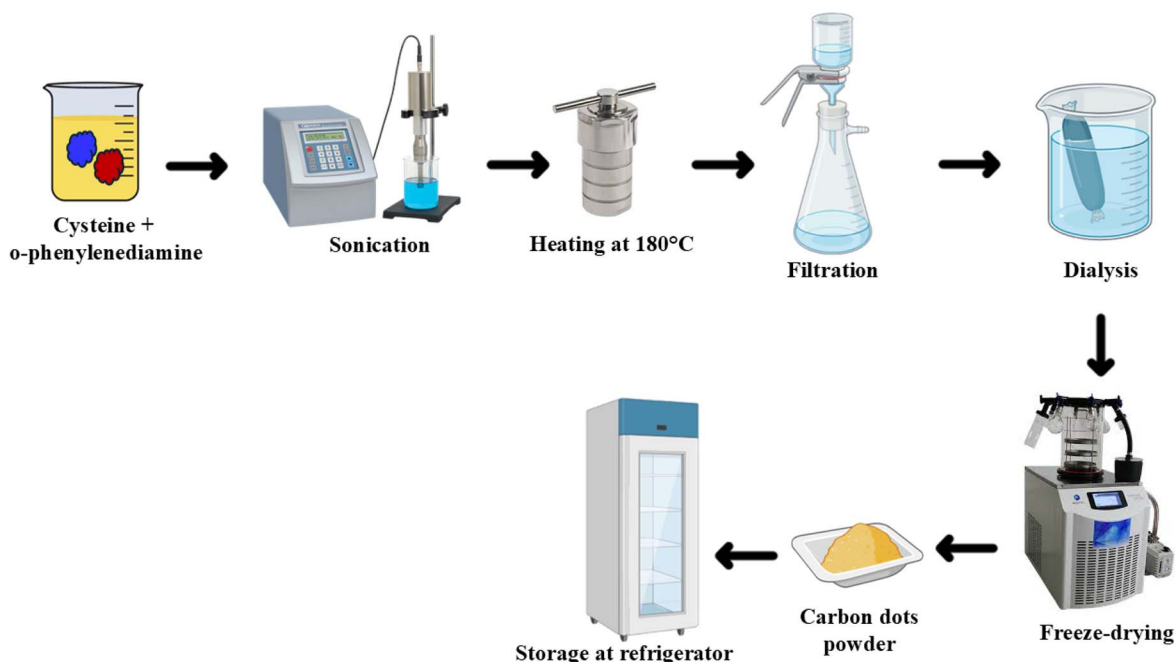 Cysteine +
o-phenylenediamine
Sonication
Heating at 180°C
Filtration
Dialysis
Freeze-drying
Carbon dots
powder
Storage at refrigerator